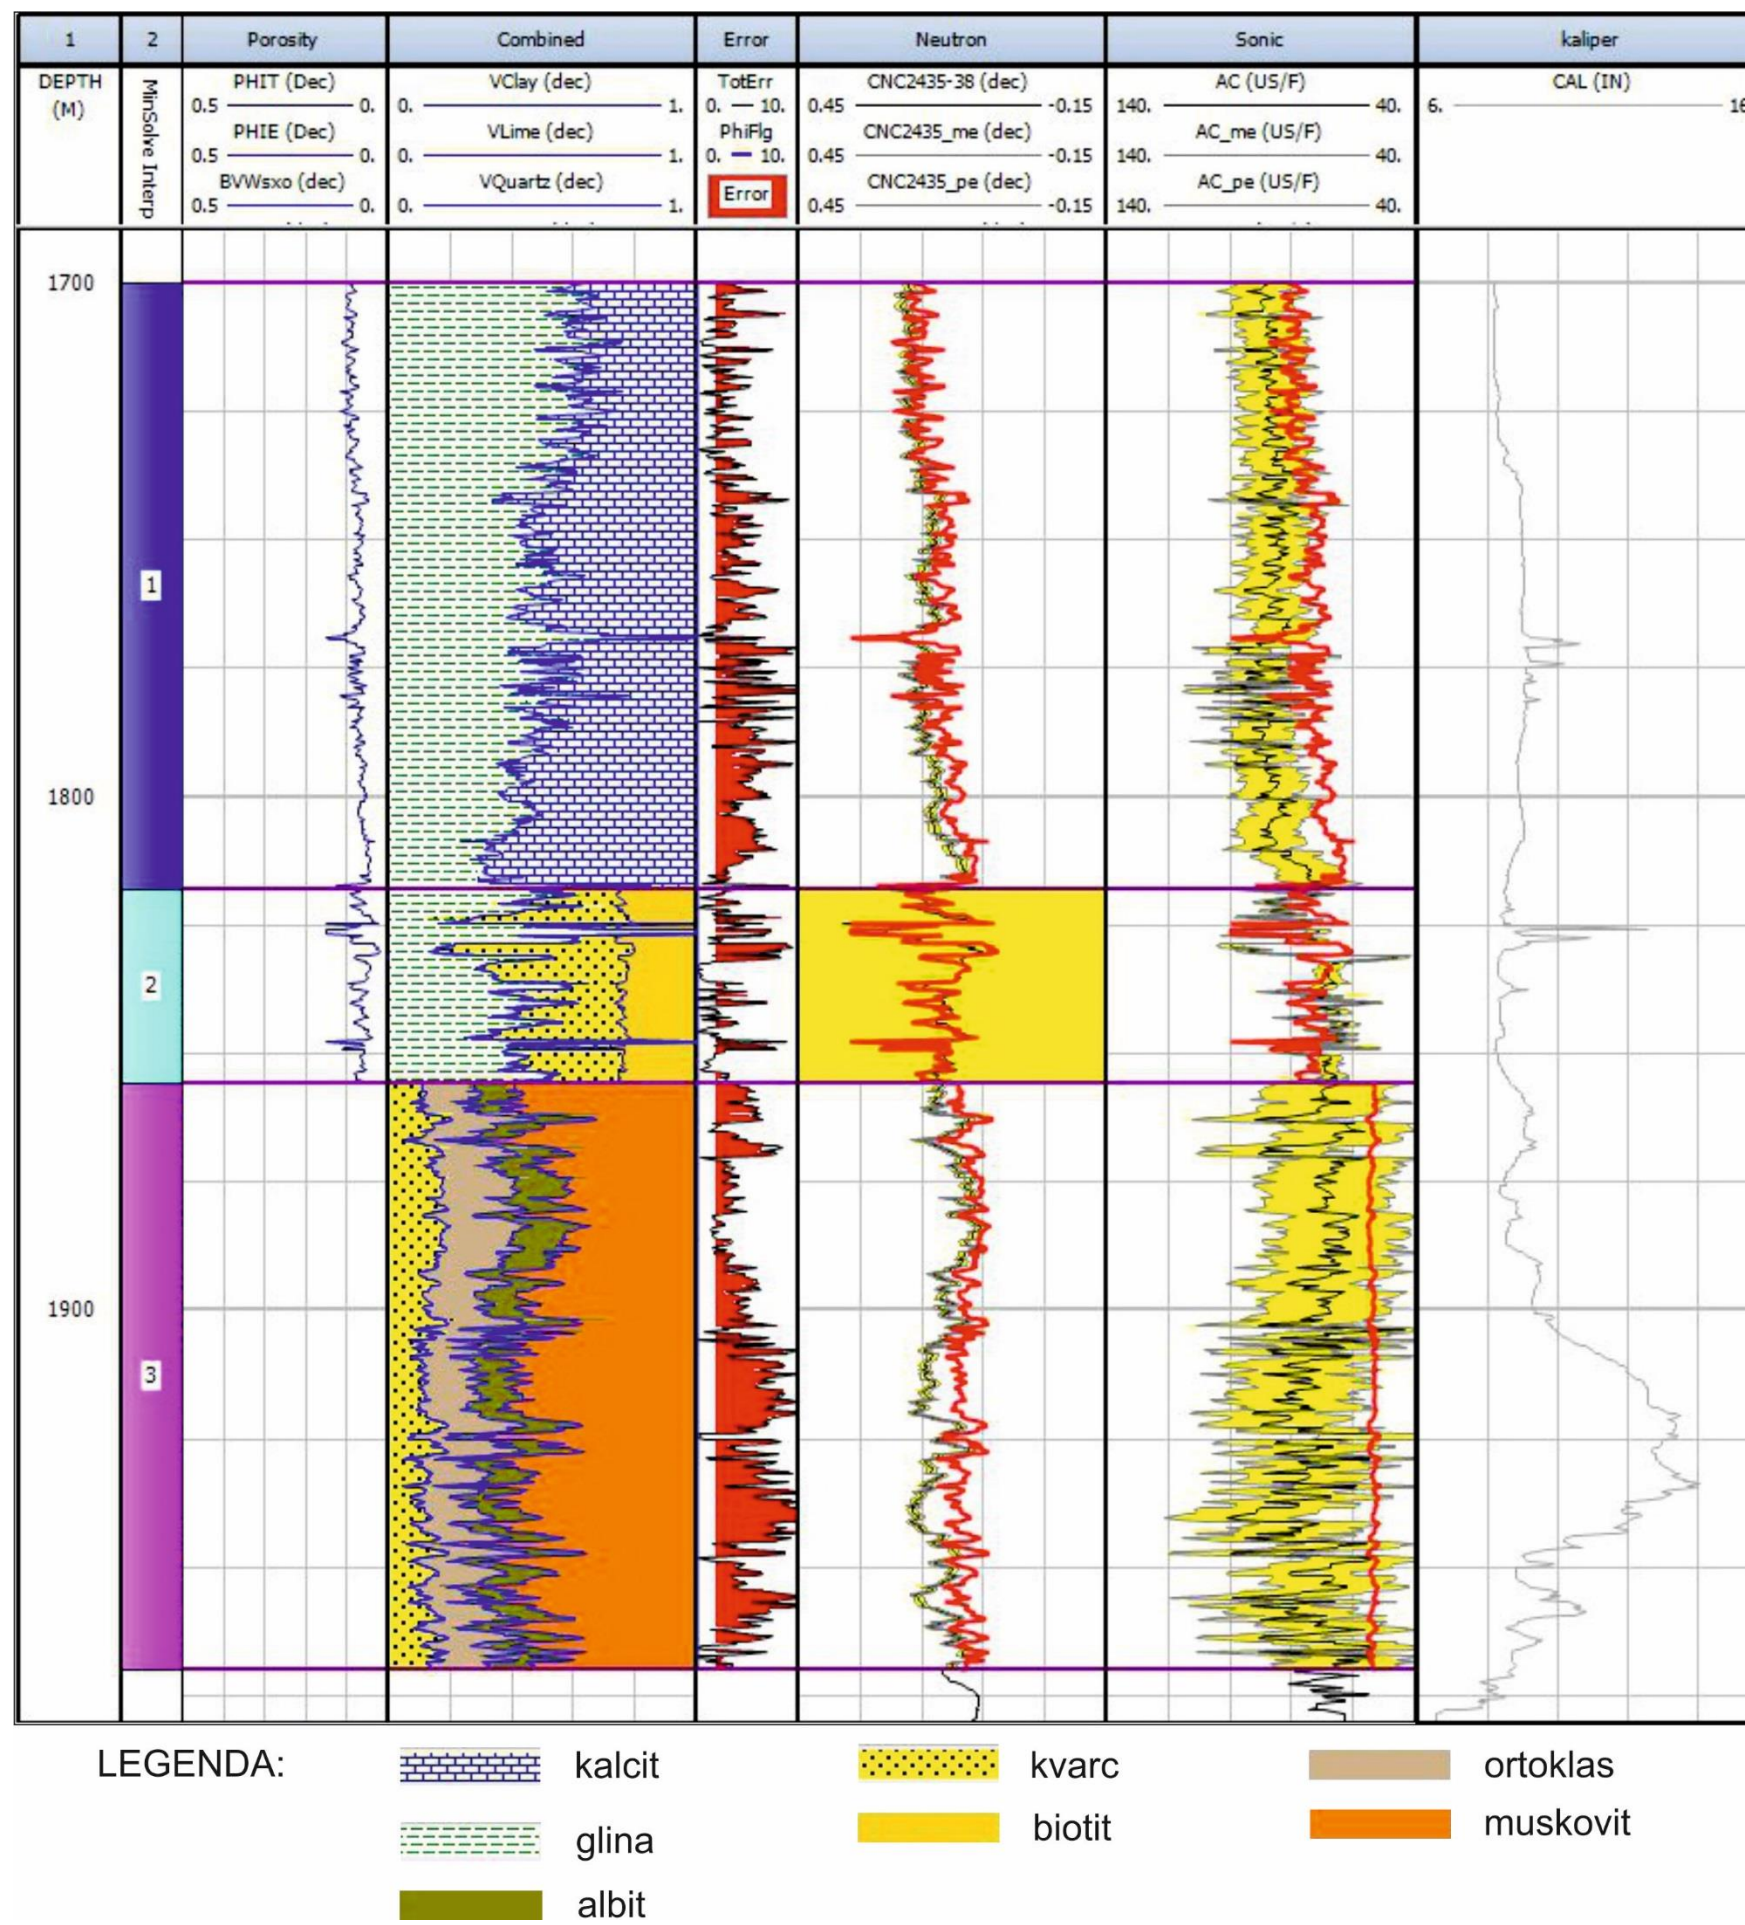 1 2 Porosity Combined Error Neutron Sonic kaliper
DEPTH (M)
MinSolve Interp
PHIT (Dec)
0.5 0.
PHIE (Dec)
0.5 0.
BVWsxo (dec)
0.5 0.
VClay (dec)
0. 1.
VLime (dec)
0. 1.
VQuartz (dec)
0. 1.
TotErr
0. 10.
PhiFlg
0. 10.
Error
CNC2435-38 (dec)
0.45 -0.15
CNC2435_me (dec)
0.45 -0.15
CNC2435_pe (dec)
0.45 -0.15
AC (US/F)
140. 40.
AC_me (US/F)
140. 40.
AC_pe (US/F)
140. 40.
CAL (IN)
6. 16
1700
1
1800
2
1900
3
LEGENDA:
kalcit kvarc ortoklas
glina biotit muskovit
albit